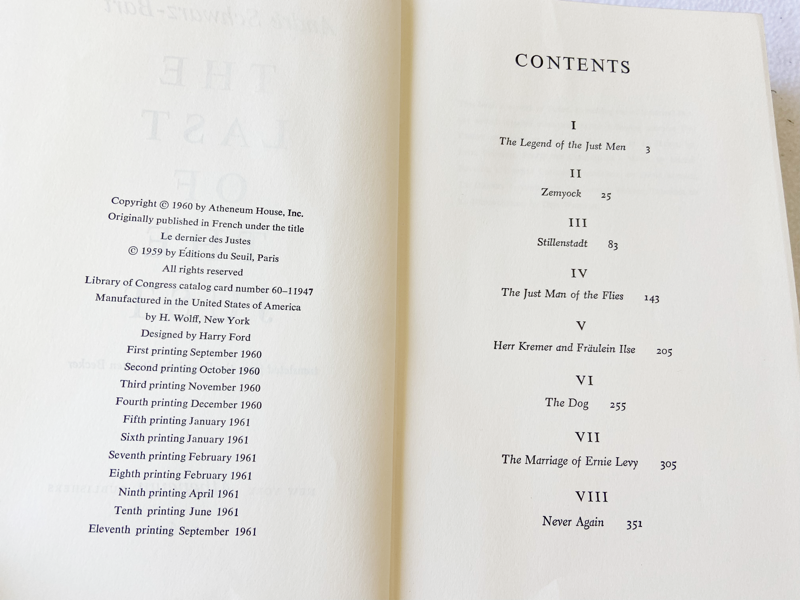 Copyright © 1960 by Atheneum House, Inc.
Originally published in French under the title
Le dernier des Justes
© 1959 by Éditions du Seuil, Paris
All rights reserved
Library of Congress catalog card number 60–11947
Manufactured in the United States of America
by H. Wolff, New York
Designed by Harry Ford
First printing September 1960
Second printing October 1960
Third printing November 1960
Fourth printing December 1960
Fifth printing January 1961
Sixth printing January 1961
Seventh printing February 1961
Eighth printing February 1961
Ninth printing April 1961
Tenth printing June 1961
Eleventh printing September 1961
CONTENTS
I
The Legend of the Just Men 3
II
Zemyock 25
III
Stillenstadt 83
IV
The Just Man of the Flies 143
V
Herr Kremer and Fräulein Ilse 205
VI
The Dog 255
VII
The Marriage of Ernie Levy 305
VIII
Never Again 351